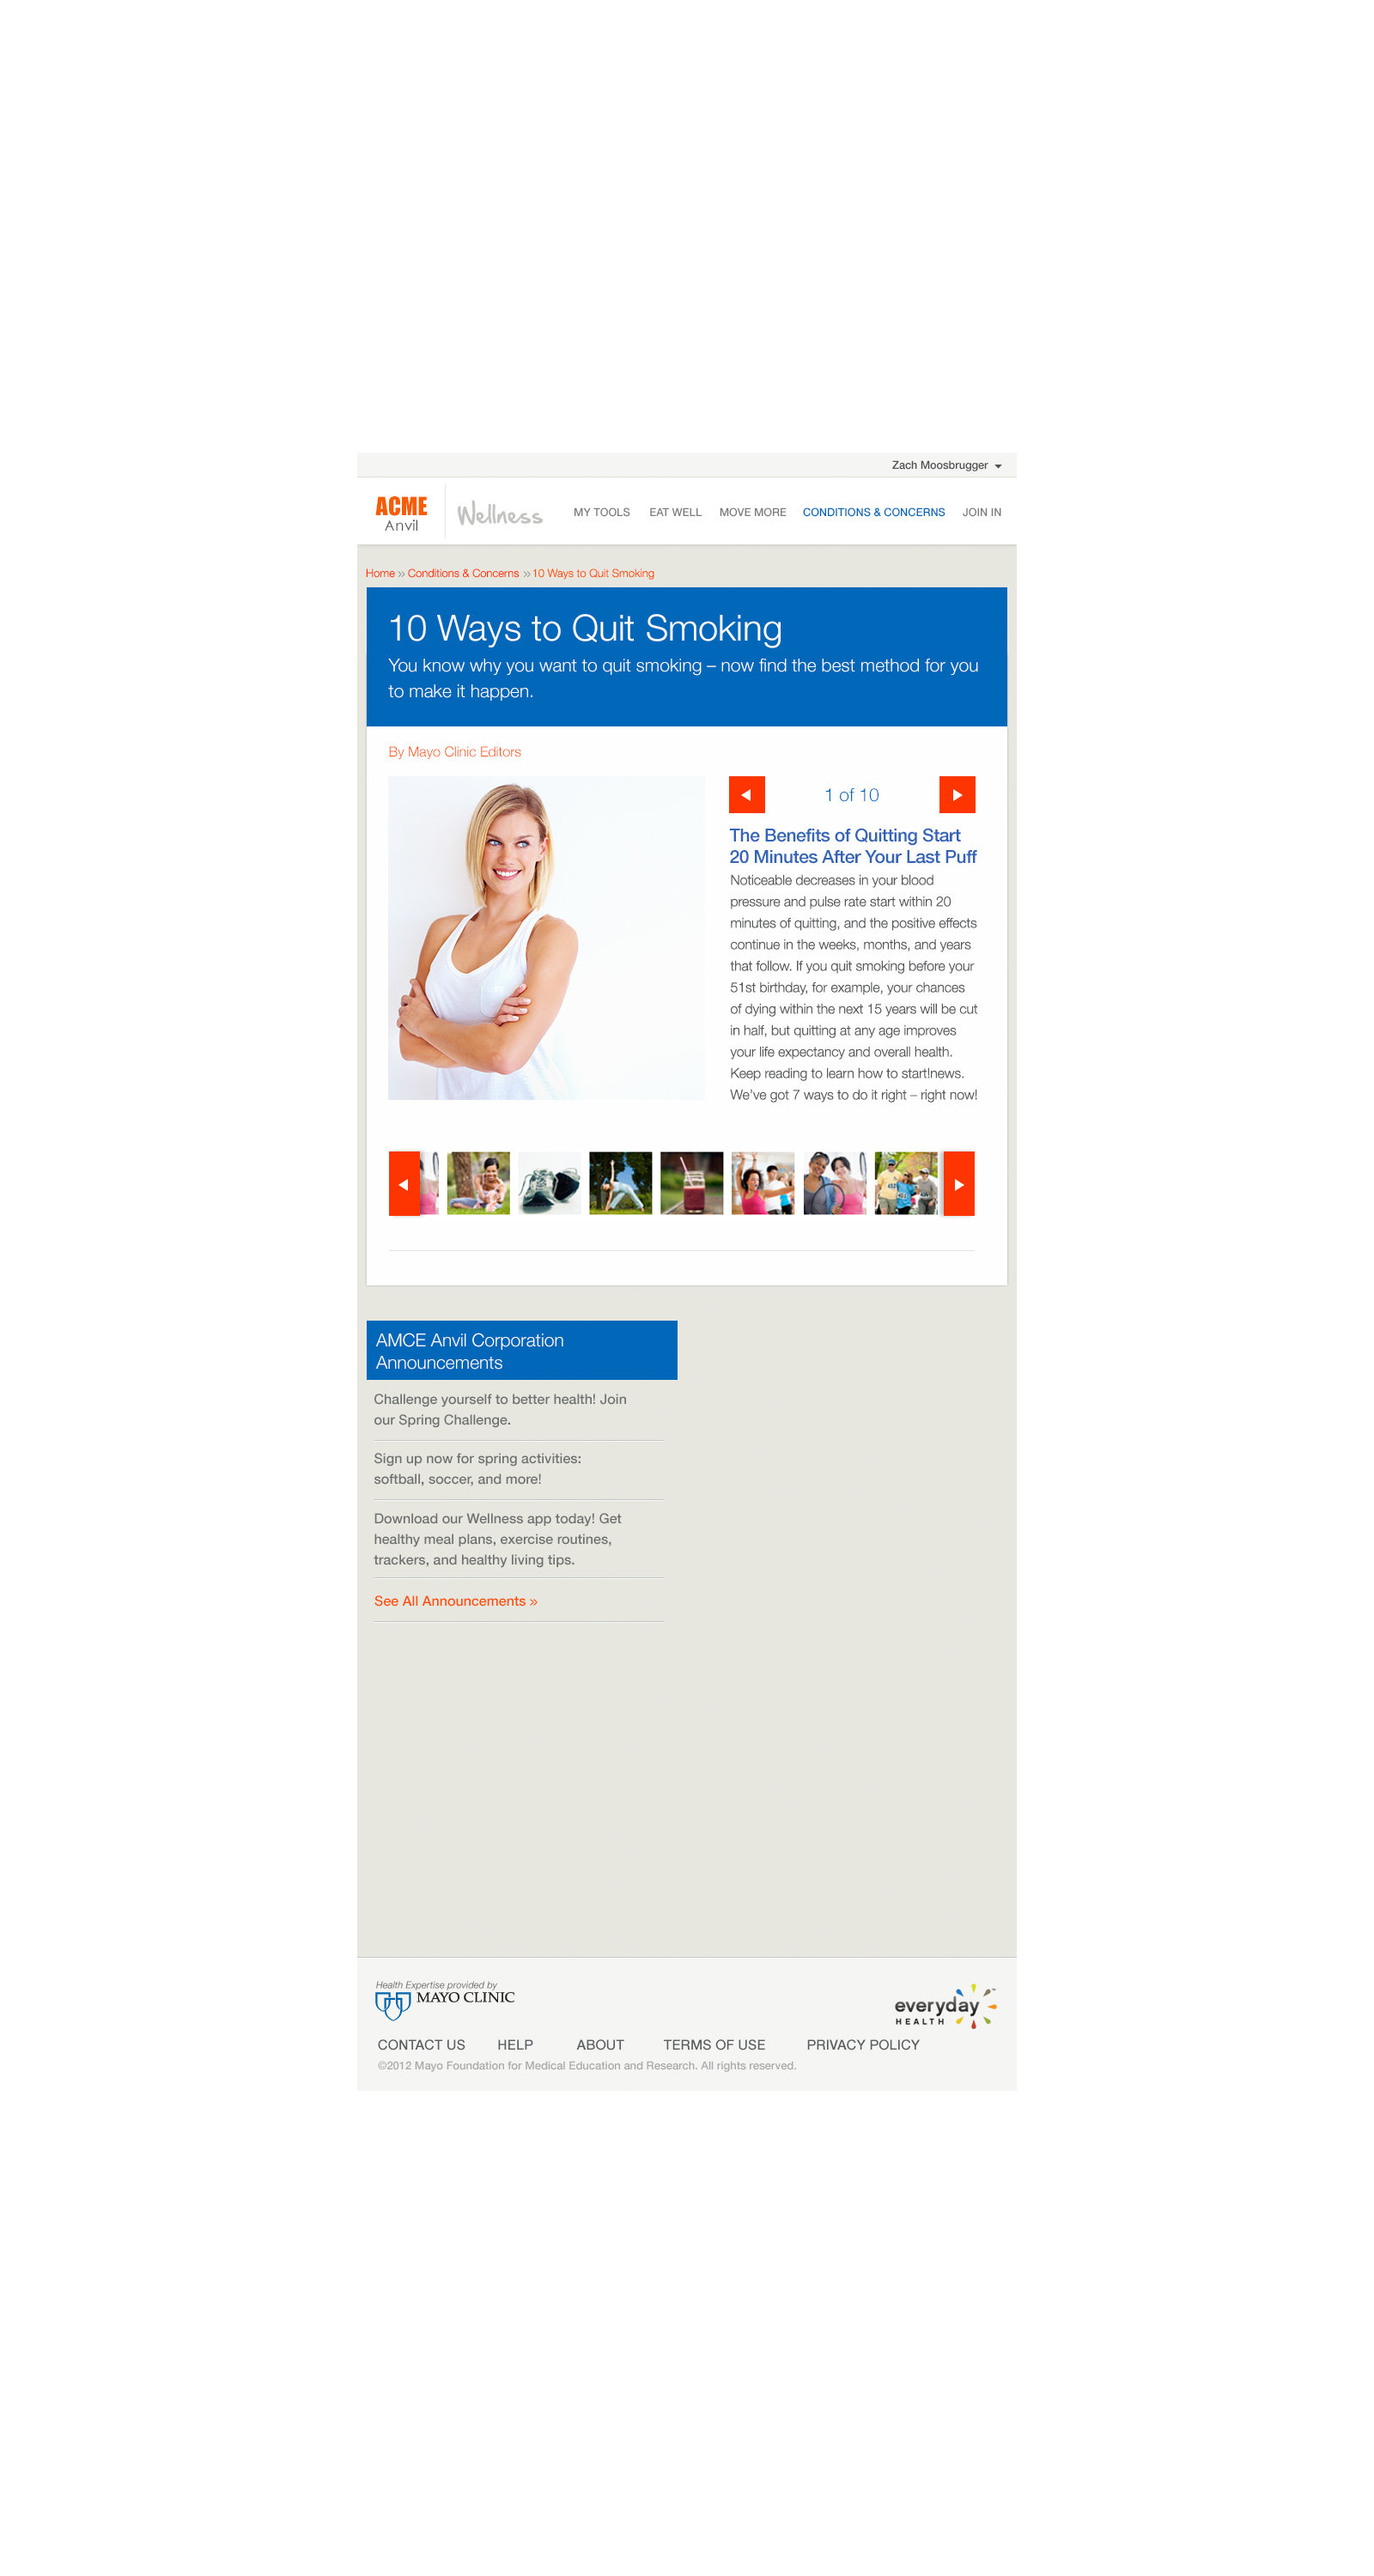 Zach Moosbrugger
ACME
Anvil
Wellness
MY TOOLS EAT WELL MOVE MORE CONDITIONS & CONCERNS JOIN IN
Home » Conditions & Concerns » 10 Ways to Quit Smoking
10 Ways to Quit Smoking
You know why you want to quit smoking – now find the best method for you
to make it happen.
By Mayo Clinic Editors
1 of 10
The Benefits of Quitting Start
20 Minutes After Your Last Puff
Noticeable decreases in your blood
pressure and pulse rate start within 20
minutes of quitting, and the positive effects
continue in the weeks, months, and years
that follow. If you quit smoking before your
51st birthday, for example, your chances
of dying within the next 15 years will be cut
in half, but quitting at any age improves
your life expectancy and overall health.
Keep reading to learn how to start!news.
We've got 7 ways to do it right – right now!
AMCE Anvil Corporation
Announcements
Challenge yourself to better health! Join
our Spring Challenge.
Sign up now for spring activities:
softball, soccer, and more!
Download our Wellness app today! Get
healthy meal plans, exercise routines,
trackers, and healthy living tips.
See All Announcements »
Health Expertise provided by
MAYO CLINIC
everyday
HEALTH
CONTACT US HELP ABOUT TERMS OF USE PRIVACY POLICY
©2012 Mayo Foundation for Medical Education and Research. All rights reserved.